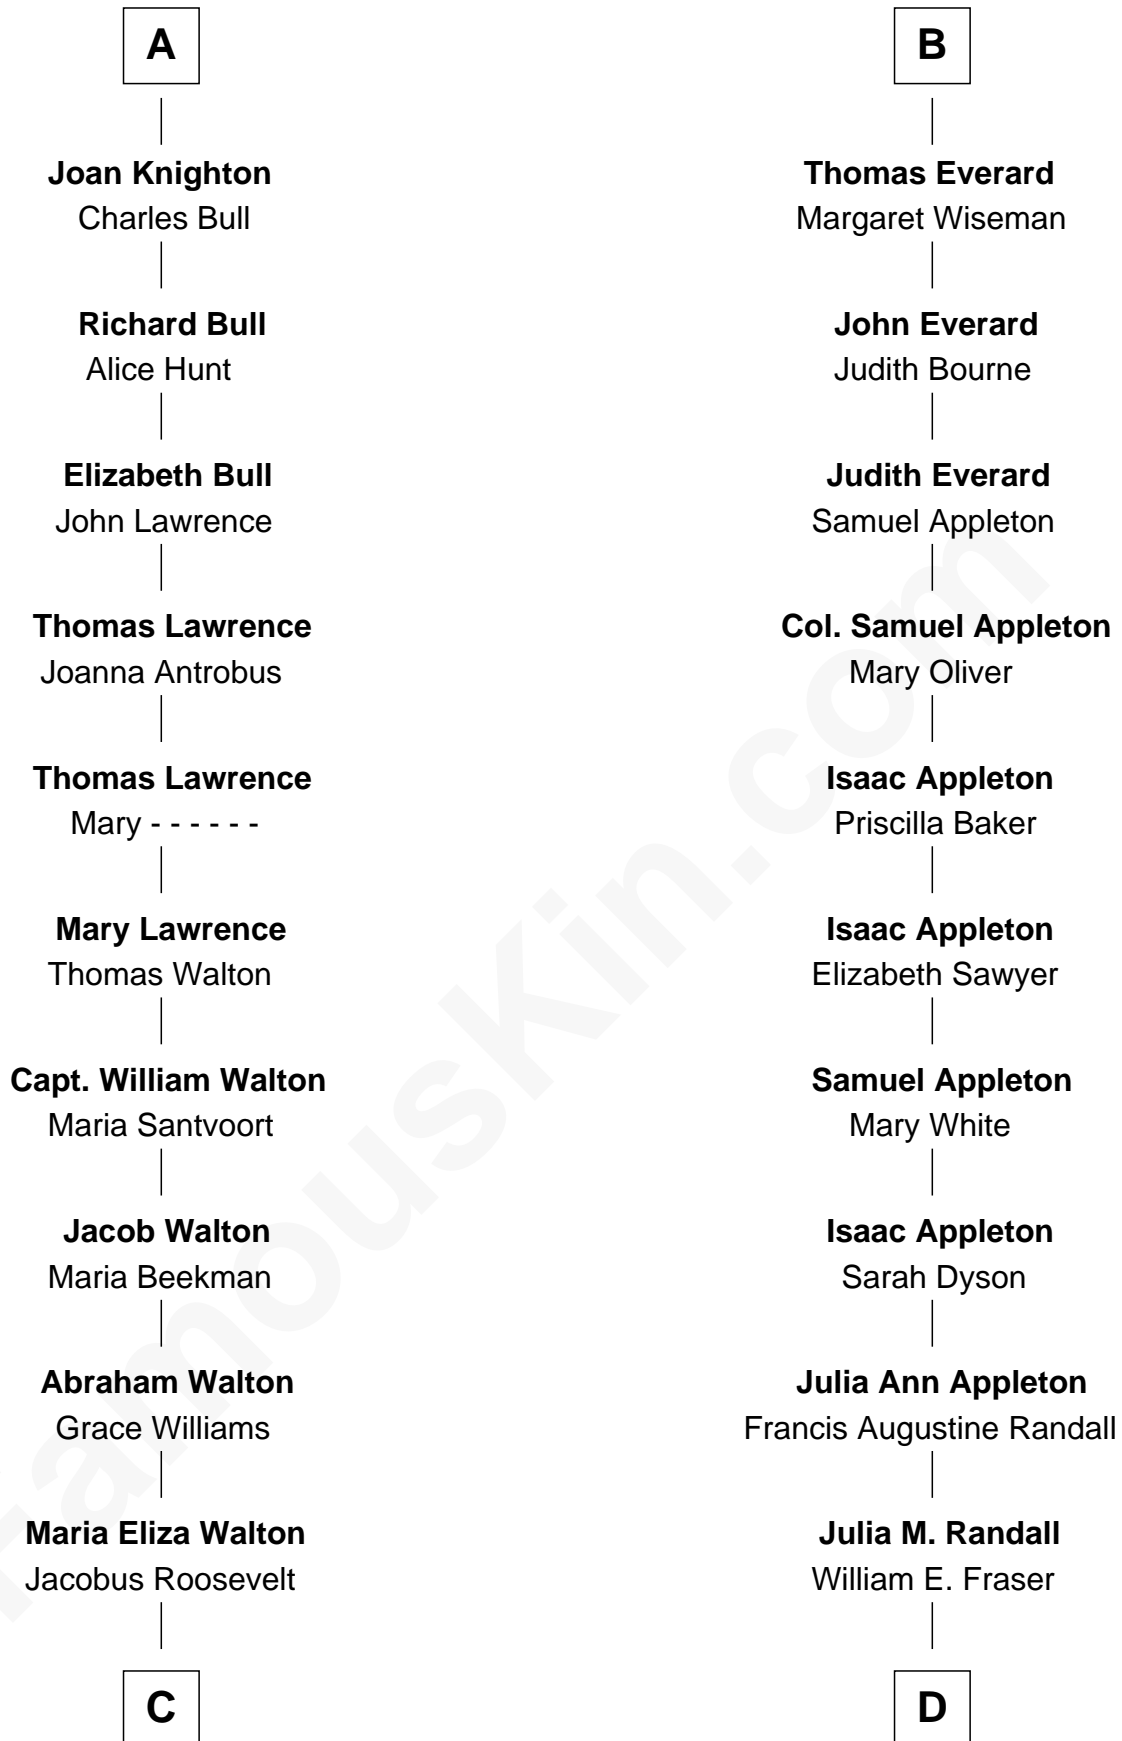 A
Joan Knighton
Charles Bull
Richard Bull
Alice Hunt
Elizabeth Bull
John Lawrence
Thomas Lawrence
Joanna Antrobus
Thomas Lawrence
Mary - - - - - -
Mary Lawrence
Thomas Walton
Capt. William Walton
Maria Santvoort
Jacob Walton
Maria Beekman
Abraham Walton
Grace Williams
Maria Eliza Walton
Jacobus Roosevelt
C
B
Thomas Everard
Margaret Wiseman
John Everard
Judith Bourne
Judith Everard
Samuel Appleton
Col. Samuel Appleton
Mary Oliver
Isaac Appleton
Priscilla Baker
Isaac Appleton
Elizabeth Sawyer
Samuel Appleton
Mary White
Isaac Appleton
Sarah Dyson
Julia Ann Appleton
Francis Augustine Randall
Julia M. Randall
William E. Fraser
D
FamousKin.com